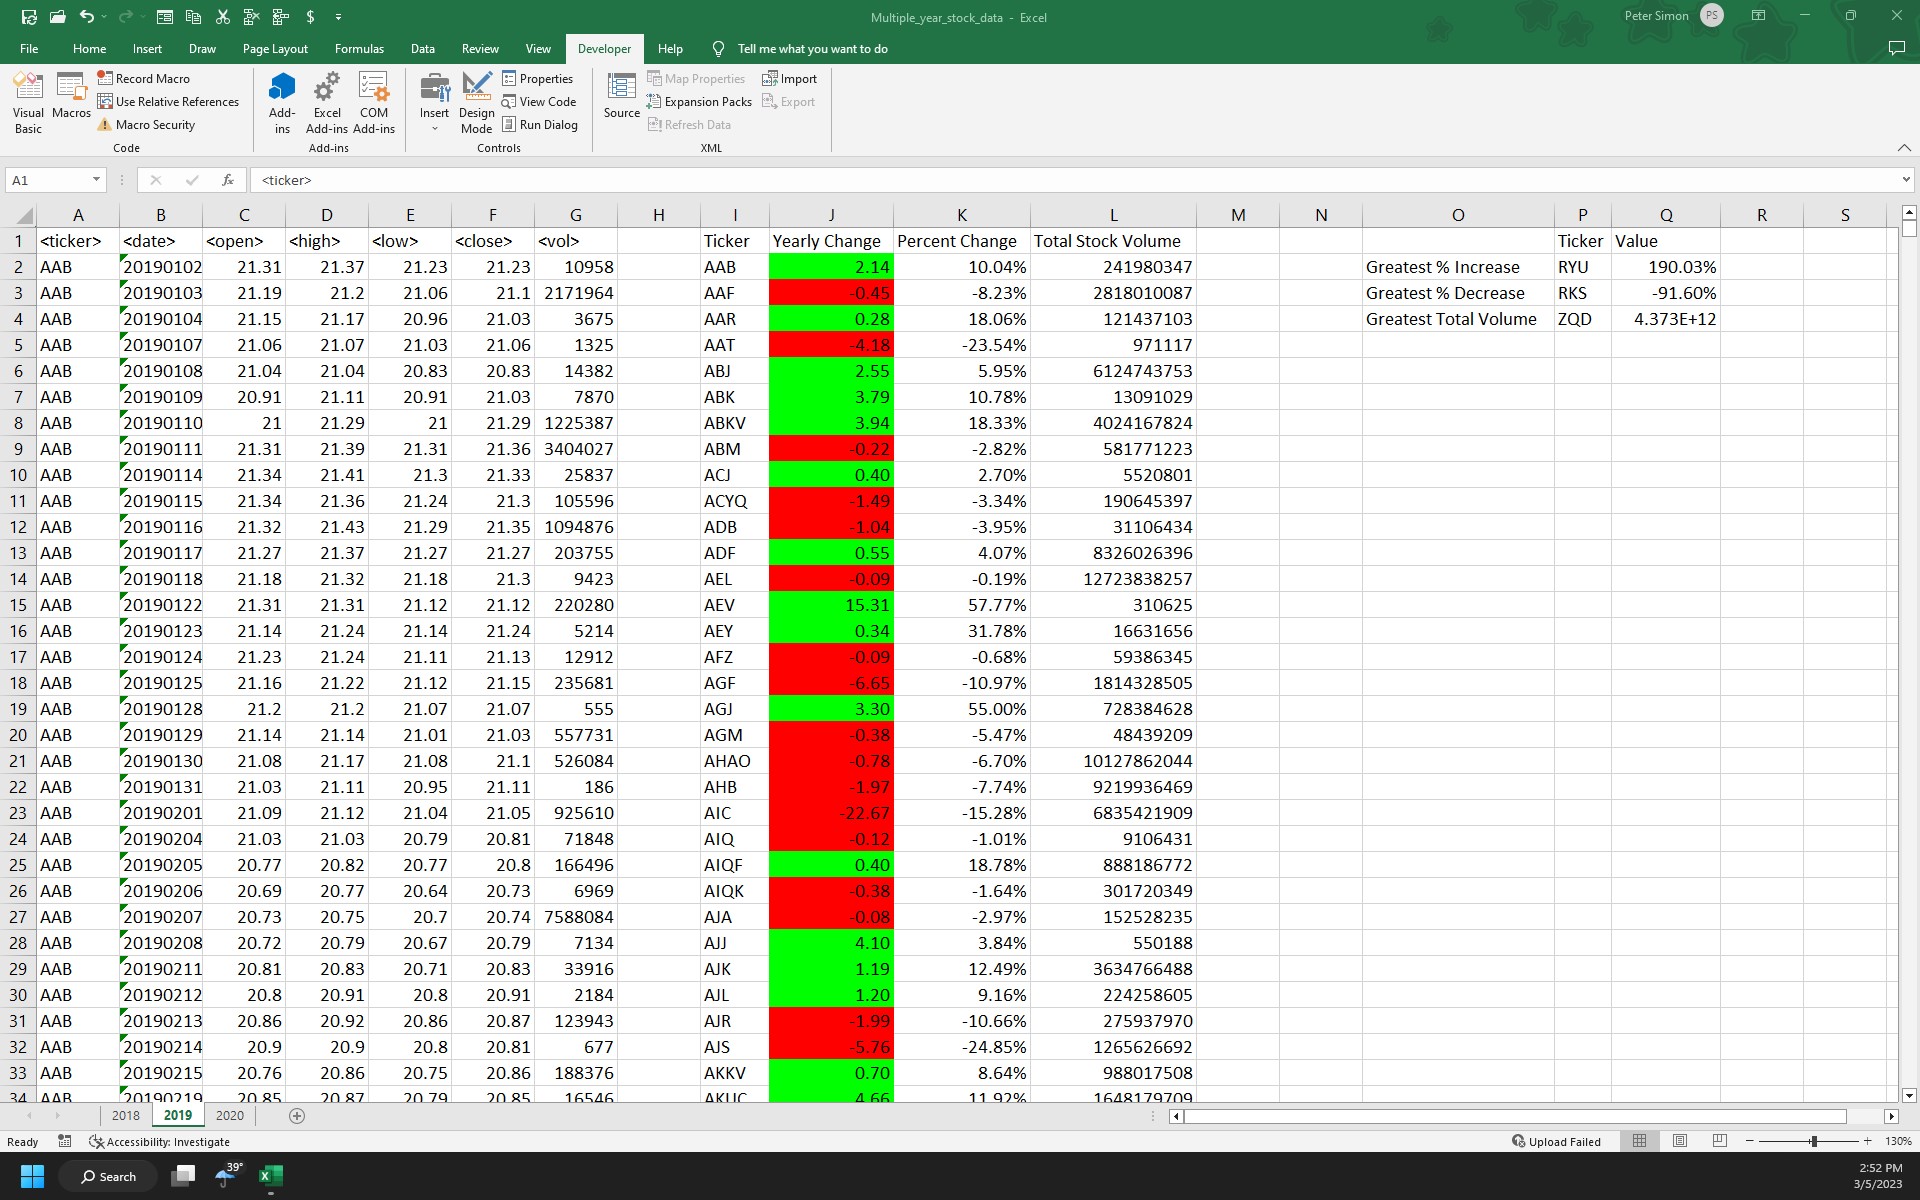 Multiple_year_stock_data - Excel
Peter Simon PS
File Home Insert Draw Page Layout Formulas Data Review View Developer Help Tell me what you want to do
Visual Basic
Macros
Record Macro
Use Relative References
Macro Security
Code
Add-ins
Excel Add-ins
COM Add-ins
Add-ins
Insert
Design Mode
Properties
View Code
Run Dialog
Controls
Source
Map Properties
Expansion Packs
Refresh Data
Import
Export
XML
A1 fx <ticker>
A B C D E F G H I J K L M N O P Q R S
1 <ticker> <date> <open> <high> <low> <close> <vol> Ticker Yearly Change Percent Change Total Stock Volume Ticker Value
2 AAB 20190102 21.31 21.37 21.23 21.23 10958 AAB 2.14 10.04% 241980347 Greatest % Increase RYU 190.03%
3 AAB 20190103 21.19 21.2 21.06 21.1 2171964 AAF -0.45 -8.23% 2818010087 Greatest % Decrease RKS -91.60%
4 AAB 20190104 21.15 21.17 20.96 21.03 3675 AAR 0.28 18.06% 121437103 Greatest Total Volume ZQD 4.373E+12
5 AAB 20190107 21.06 21.07 21.03 21.06 1325 AAT -4.18 -23.54% 971117
6 AAB 20190108 21.04 21.04 20.83 20.83 14382 ABJ 2.55 5.95% 6124743753
7 AAB 20190109 20.91 21.11 20.91 21.03 7870 ABK 3.79 10.78% 13091029
8 AAB 20190110 21 21.29 21 21.29 1225387 ABKV 3.94 18.33% 4024167824
9 AAB 20190111 21.31 21.39 21.31 21.36 3404027 ABM -0.22 -2.82% 581771223
10 AAB 20190114 21.34 21.41 21.3 21.33 25837 ACJ 0.40 2.70% 5520801
11 AAB 20190115 21.34 21.36 21.24 21.3 105596 ACYQ -1.49 -3.34% 190645397
12 AAB 20190116 21.32 21.43 21.29 21.35 1094876 ADB -1.04 -3.95% 31106434
13 AAB 20190117 21.27 21.37 21.27 21.27 203755 ADF 0.55 4.07% 8326026396
14 AAB 20190118 21.18 21.32 21.18 21.3 9423 AEL -0.09 -0.19% 12723838257
15 AAB 20190122 21.31 21.31 21.12 21.12 220280 AEV 15.31 57.77% 310625
16 AAB 20190123 21.14 21.24 21.14 21.24 5214 AEY 0.34 31.78% 16631656
17 AAB 20190124 21.23 21.24 21.11 21.13 12912 AFZ -0.09 -0.68% 59386345
18 AAB 20190125 21.16 21.22 21.12 21.15 235681 AGF -6.65 -10.97% 1814328505
19 AAB 20190128 21.2 21.2 21.07 21.07 555 AGJ 3.30 55.00% 728384628
20 AAB 20190129 21.14 21.14 21.01 21.03 557731 AGM -0.38 -5.47% 48439209
21 AAB 20190130 21.08 21.17 21.08 21.1 526084 AHAO -0.78 -6.70% 10127862044
22 AAB 20190131 21.03 21.11 20.95 21.11 186 AHB -1.97 -7.74% 9219936469
23 AAB 20190201 21.09 21.12 21.04 21.05 925610 AIC -22.67 -15.28% 6835421909
24 AAB 20190204 21.03 21.03 20.79 20.81 71848 AIQ -0.12 -1.01% 9106431
25 AAB 20190205 20.77 20.82 20.77 20.8 166496 AIQF 0.40 18.78% 888186772
26 AAB 20190206 20.69 20.77 20.64 20.73 6969 AIQK -0.38 -1.64% 301720349
27 AAB 20190207 20.73 20.75 20.7 20.74 7588084 AJA -0.08 -2.97% 152528235
28 AAB 20190208 20.72 20.79 20.67 20.79 7134 AJJ 4.10 3.84% 550188
29 AAB 20190211 20.81 20.83 20.71 20.83 33916 AJK 1.19 12.49% 3634766488
30 AAB 20190212 20.8 20.91 20.8 20.91 2184 AJL 1.20 9.16% 224258605
31 AAB 20190213 20.86 20.92 20.86 20.87 123943 AJR -1.99 -10.66% 275937970
32 AAB 20190214 20.9 20.9 20.8 20.81 677 AJS -5.76 -24.85% 1265626692
33 AAB 20190215 20.76 20.86 20.75 20.86 188376 AKKV 0.70 8.64% 988017508
34 AAB 20190219 20.85 20.87 20.79 20.85 16546 AKUC 4.66 11.92% 1648179709
2018 2019 2020
Ready Accessibility: Investigate Upload Failed 130%
Search 39° 2:52 PM
3/5/2023